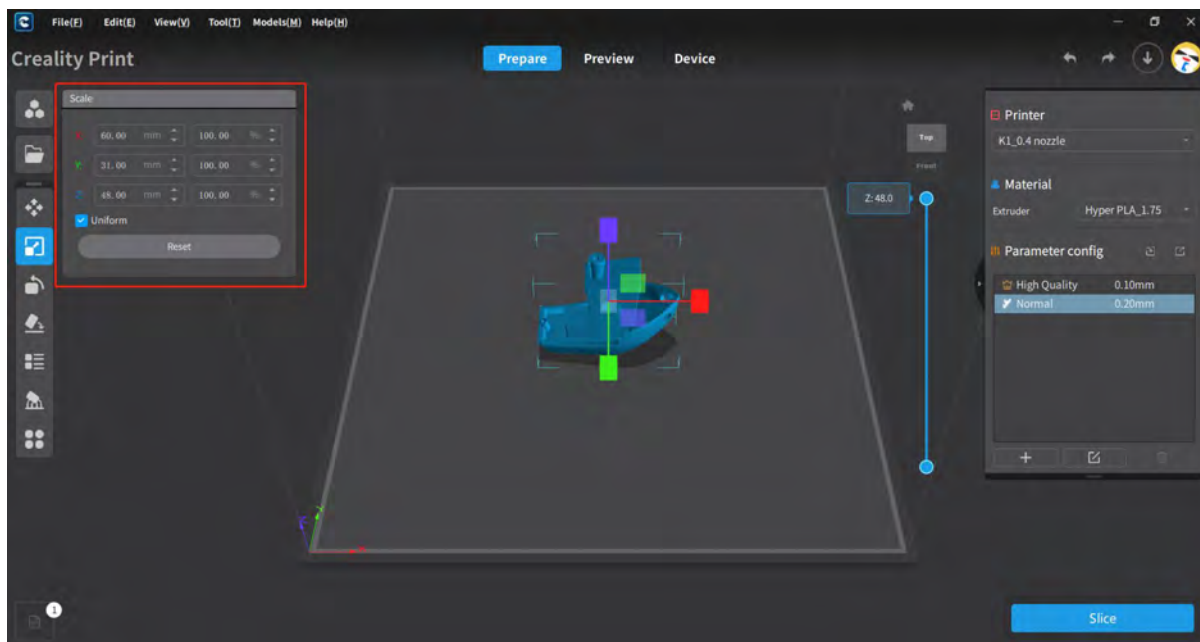 File(F) Edit(E) View(V) Tool(T) Models(M) Help(H)
Creality Print
Prepare Preview Device
Scale
X: 60.00 mm 100.00 %
Y: 31.00 mm 100.00 %
Z: 48.00 mm 100.00 %
Uniform
Reset
Top
Front
Z: 48.0
Printer
K1_0.4 nozzle
Material
Extruder Hyper PLA_1.75
Parameter config
High Quality 0.10mm
Normal 0.20mm
1
Slice